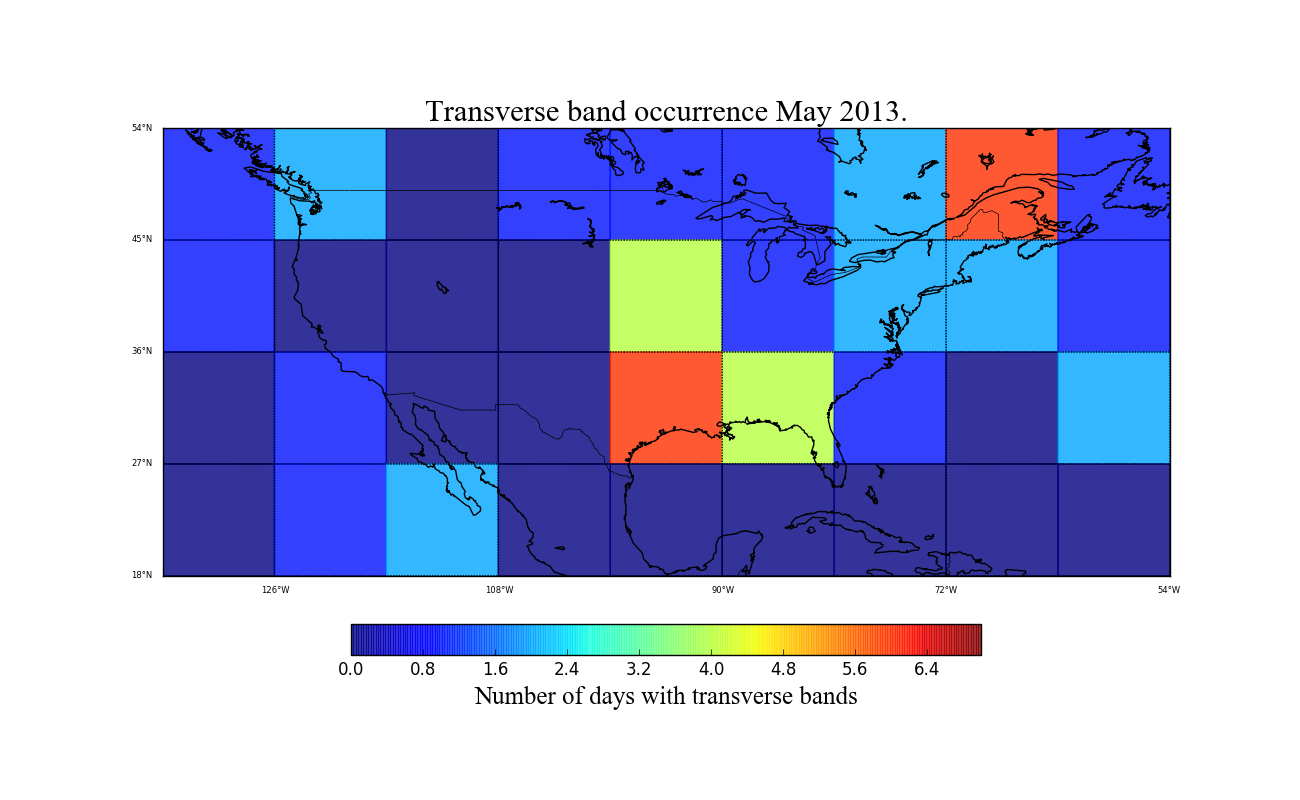 Transverse band occurrence May 2013.
54°N
45°N
36°N
27°N
18°N
126°W 108°W 90°W 72°W 54°W
0.0 0.8 1.6 2.4 3.2 4.0 4.8 5.6 6.4
Number of days with transverse bands